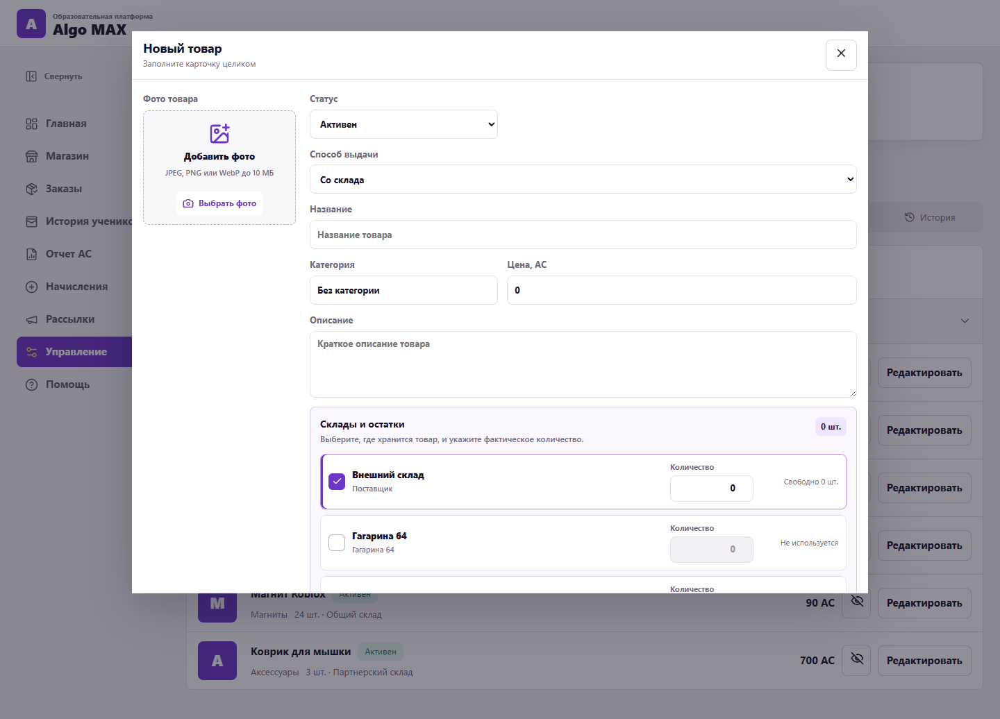 A
Образовательная платформа
Algo MAX
Свернуть
Главная
Магазин
Заказы
История
Отчет АС
Начисления
Рассылки
Управление
Помощь
Новый товар
Заполните карточку целиком
Фото товара
Добавить фото
JPEG, PNG или WebP до 10 МБ
Выбрать фото
Статус
Активен
Способ выдачи
Со склада
Название
Название товара
Категория
Цена, АС
Без категории
0
Описание
Краткое описание товара
Склады и остатки
0 шт.
Выберите, где хранится товар, и укажите фактическое количество.
Внешний склад
Поставщик
Количество
0
Свободно 0 шт.
Гагарина 64
Гагарина 64
Количество
0
Не используется
Количество
История
Редактировать
Редактировать
Редактировать
Редактировать
М
Магнит Roblox
Активен
Магниты 24 шт. · Общий склад
90 АС
Редактировать
А
Коврик для мышки
Активен
Аксессуары 3 шт. · Партнерский склад
700 АС
Редактировать